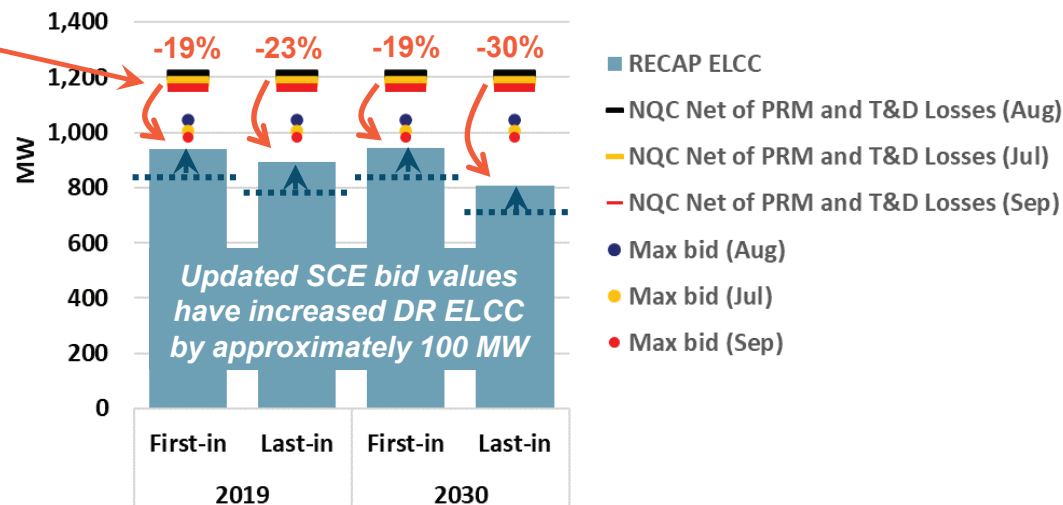 1,400
1,200
1,000
800
600
400
200
0
MW
-19%
-23%
-19%
-30%
Updated SCE bid values
have increased DR ELCC
by approximately 100 MW
First-in
Last-in
First-in
Last-in
2019
2030
RECAP ELCC
NQC Net of PRM and T&D Losses (Aug)
NQC Net of PRM and T&D Losses (Jul)
NQC Net of PRM and T&D Losses (Sep)
Max bid (Aug)
Max bid (Jul)
Max bid (Sep)